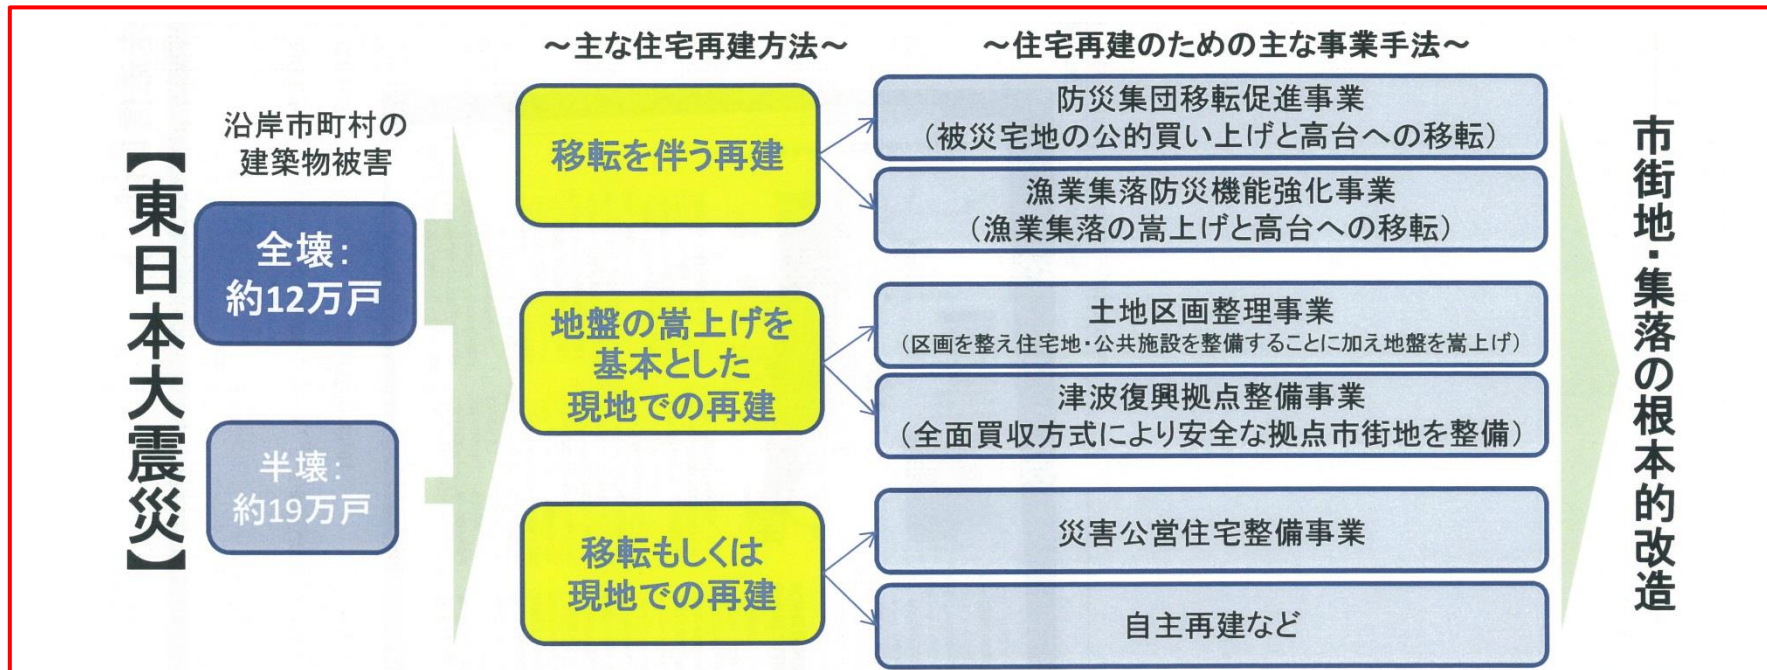 ～主な住宅再建方法～
～住宅再建のための主な事業手法～
【東日本大震災】
沿岸市町村の
建築物被害
全壊：
約12万戸
半壊：
約19万戸
移転を伴う再建
防災集団移転促進事業
（被災宅地の公的買い上げと高台への移転）
漁業集落防災機能強化事業
（漁業集落の嵩上げと高台への移転）
地盤の嵩上げを
基本とした
現地での再建
土地区画整理事業
（区画を整え住宅地・公共施設を整備することに加え地盤を嵩上げ）
津波復興拠点整備事業
（全面買収方式により安全な拠点市街地を整備）
移転もしくは
現地での再建
災害公営住宅整備事業
自主再建など
市街地・集落の根本的改造